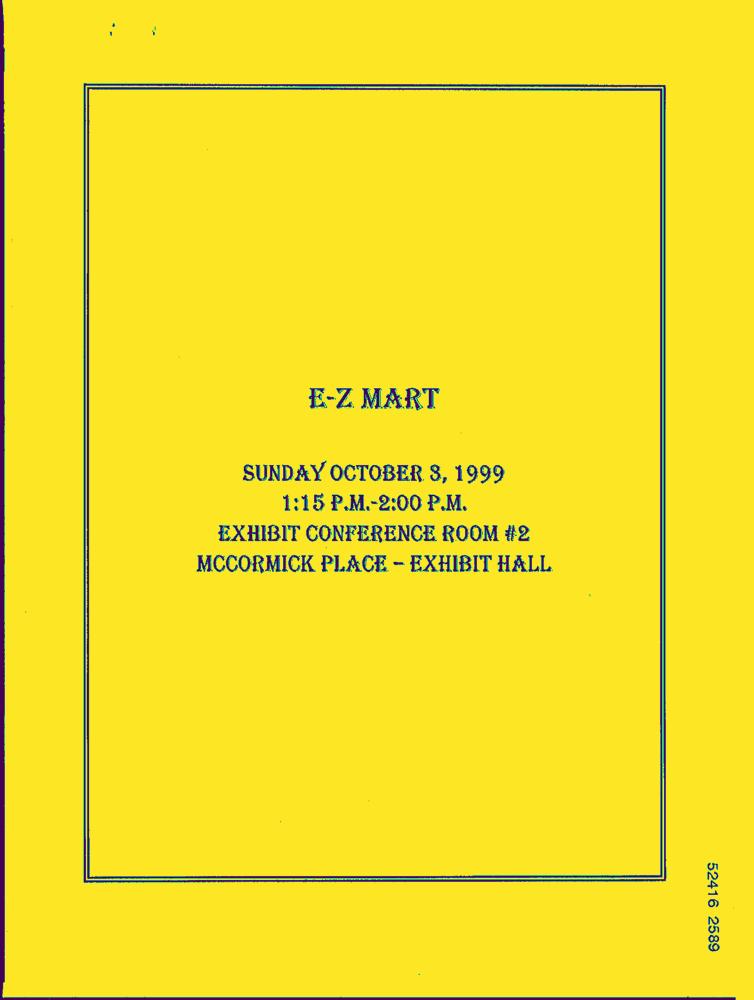 E-Z MART
SUNDAY OCTOBER 3, 1999
1:15 P.M.-2:00 P.M.
EXHIBIT CONFERENCE ROOM #2
MCCORMICK PLACE – EXHIBIT HALL
52416 2589